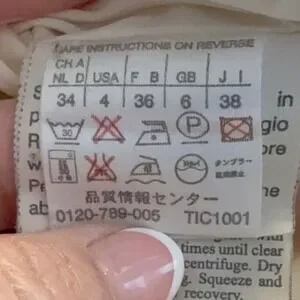 CARE INSTRUCTIONS ON REVERSE
CH A USA F B GB J I
NL D
34 4 36 6 38
in
30 P
gio
タンブラー
ore
乾燥禁止
w
品質情報センター
ab
0120-789-005 TIC1001
with
times until clear
centrifuge. Dry
g. Squeeze and
recovery.